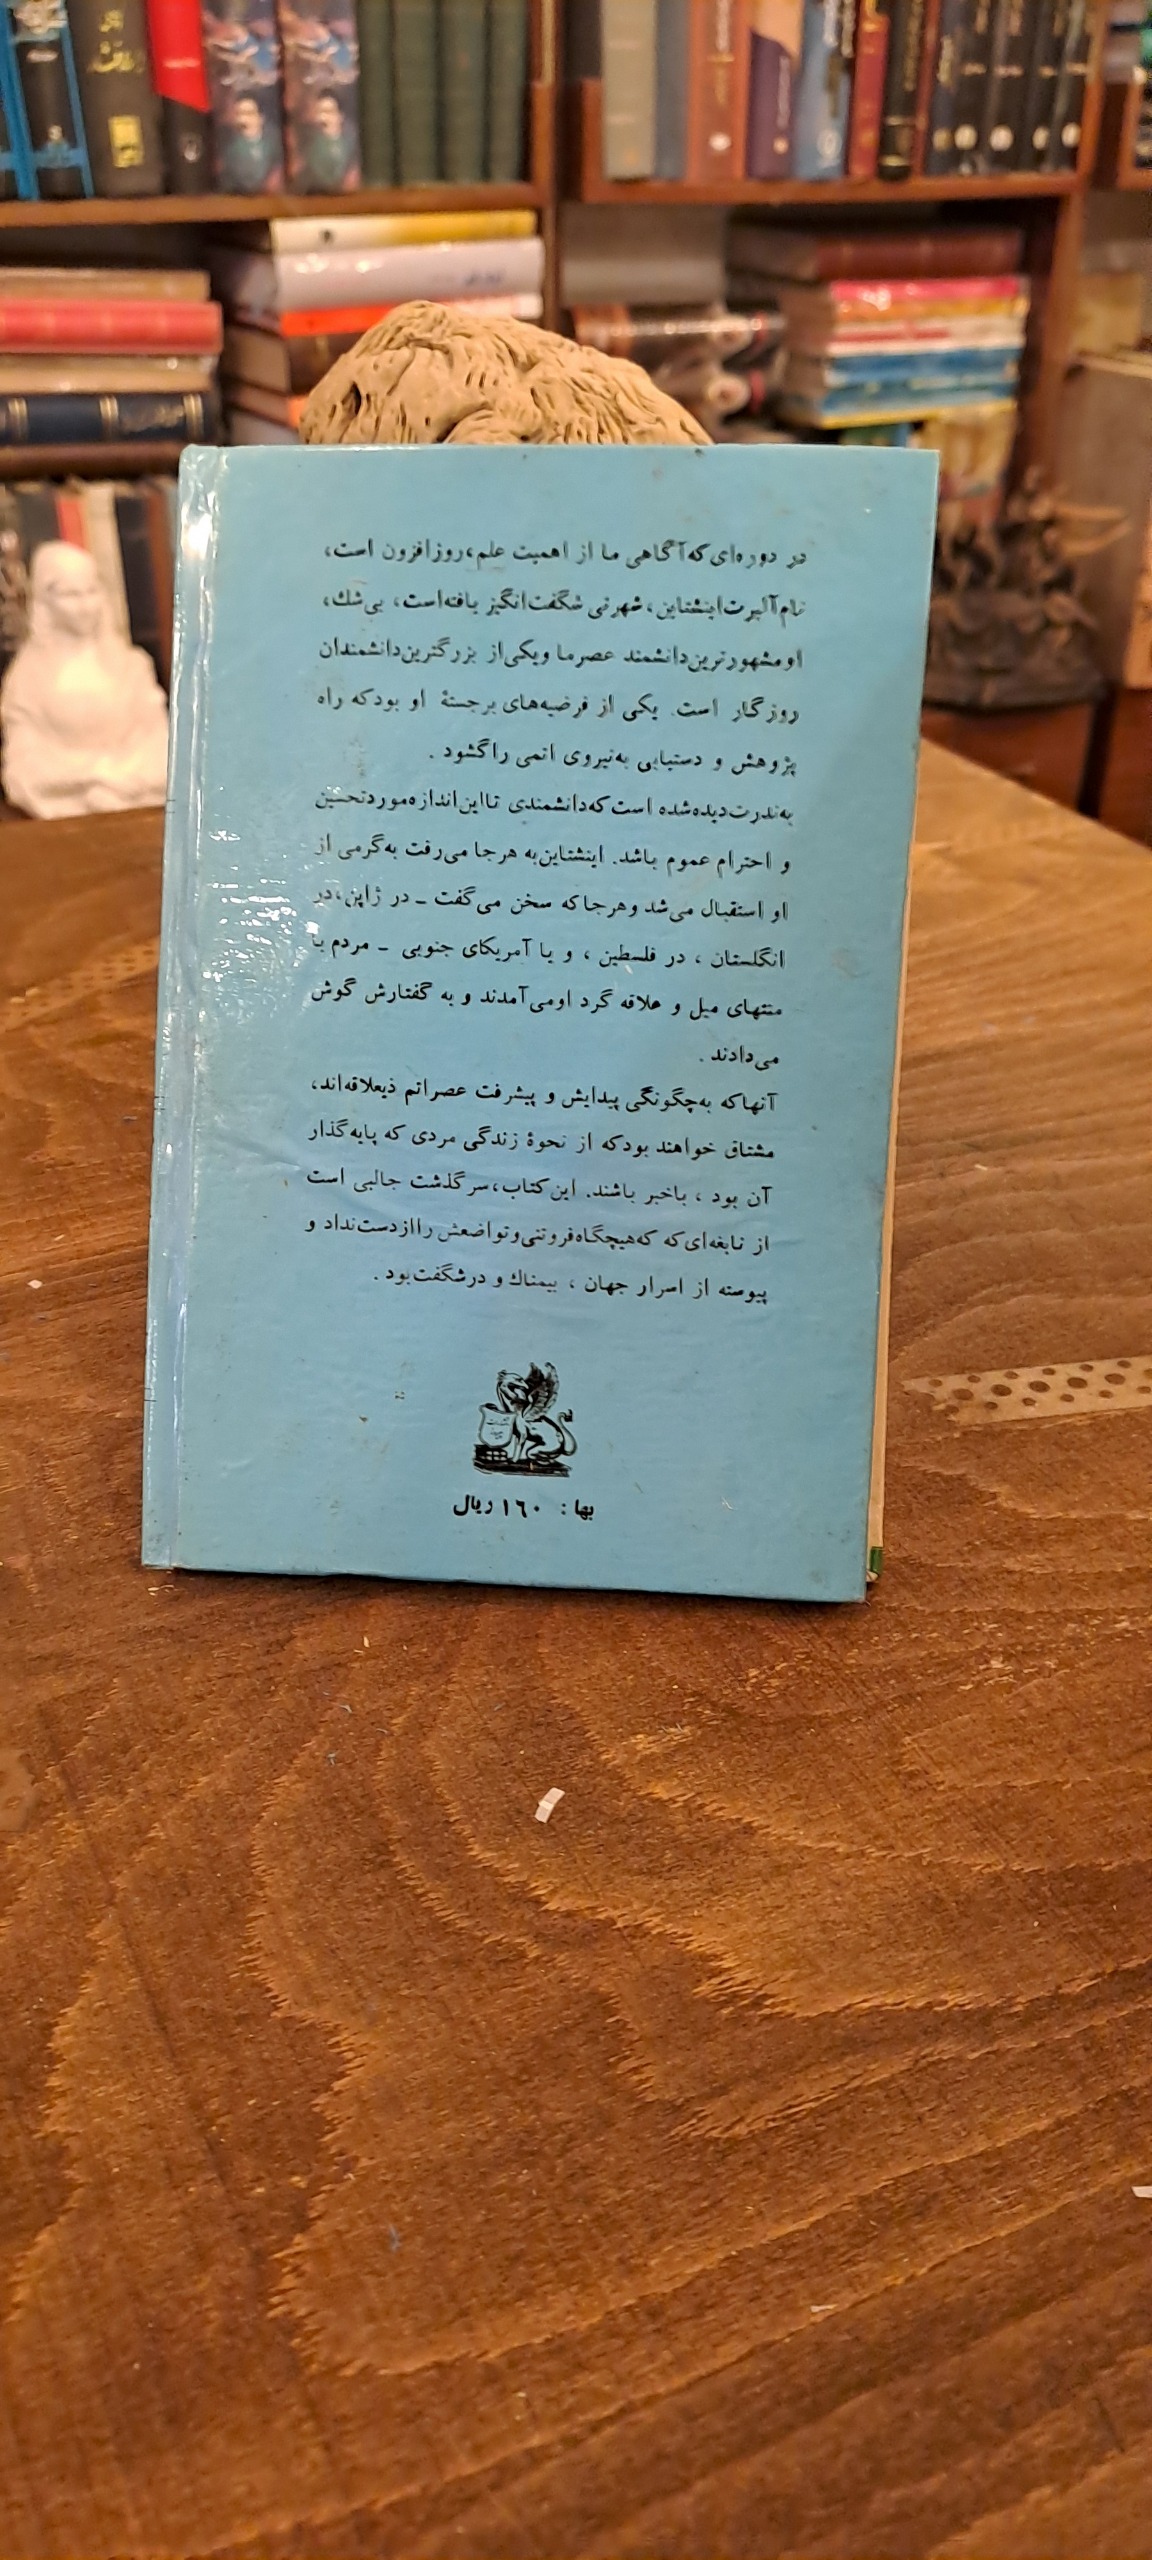 در دوره‌ای که آگاهی ما از اهمیت علم، روزافزون است،
نام آلبرت اینشتاین، شهرتی شگفت‌انگیز یافته‌است، بی‌شك،
او مشهورترین دانشمند عصر ما و یکی از بزرگترین دانشمندان
روزگار است. یکی از فرضیه‌های برجستهٔ او بود که راه
پژوهش و دستیابی به نیروی اتمی را گشود.
به ندرت دیده شده است که دانشمندی تا این اندازه مورد تحسین
و احترام عموم باشد. اینشتاین به هر جا می‌رفت به گرمی از
او استقبال می‌شد و هر جا که سخن می‌گفت ـ در ژاپن، در
انگلستان، در فلسطین، و یا آمریکای جنوبی ـ مردم با
منتهای میل و علاقه گرد او می‌آمدند و به گفتارش گوش
می‌دادند.
آنها که به چگونگی پیدایش و پیشرفت عصر اتم ذیعلاقه‌اند،
مشتاق خواهند بود که از نحوهٔ زندگی مردی که پایه گذار
آن بود، باخبر باشند. این کتاب، سرگذشت جالبی است
از نابغه‌ای که که هیچگاه فروتنی و تواضعش را از دست نداد و
پیوسته از اسرار جهان، بیمناك و در شگفت بود.
بها: ۱۶۰ ریال